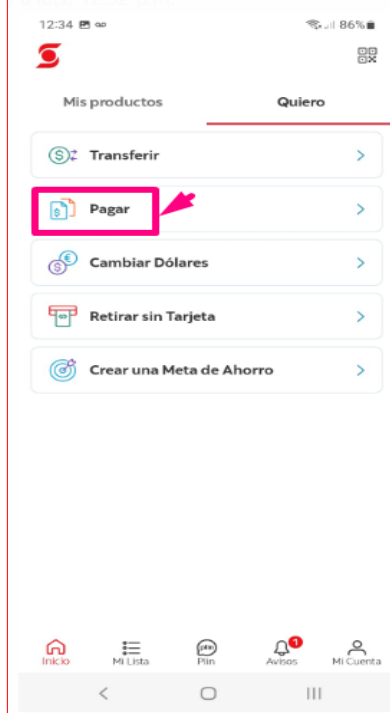 12:34
86%
Mis productos
Quiero
Transferir
Pagar
Cambiar Dólares
Retirar sin Tarjeta
Crear una Meta de Ahorro
1
Inicio
Mi Lista
plin
Plin
Avisos
Mi Cuenta